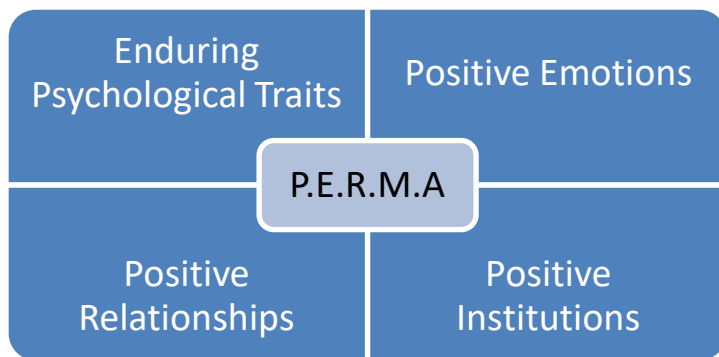 Enduring
Psychological Traits
Positive Emotions
P.E.R.M.A
Positive
Relationships
Positive
Institutions